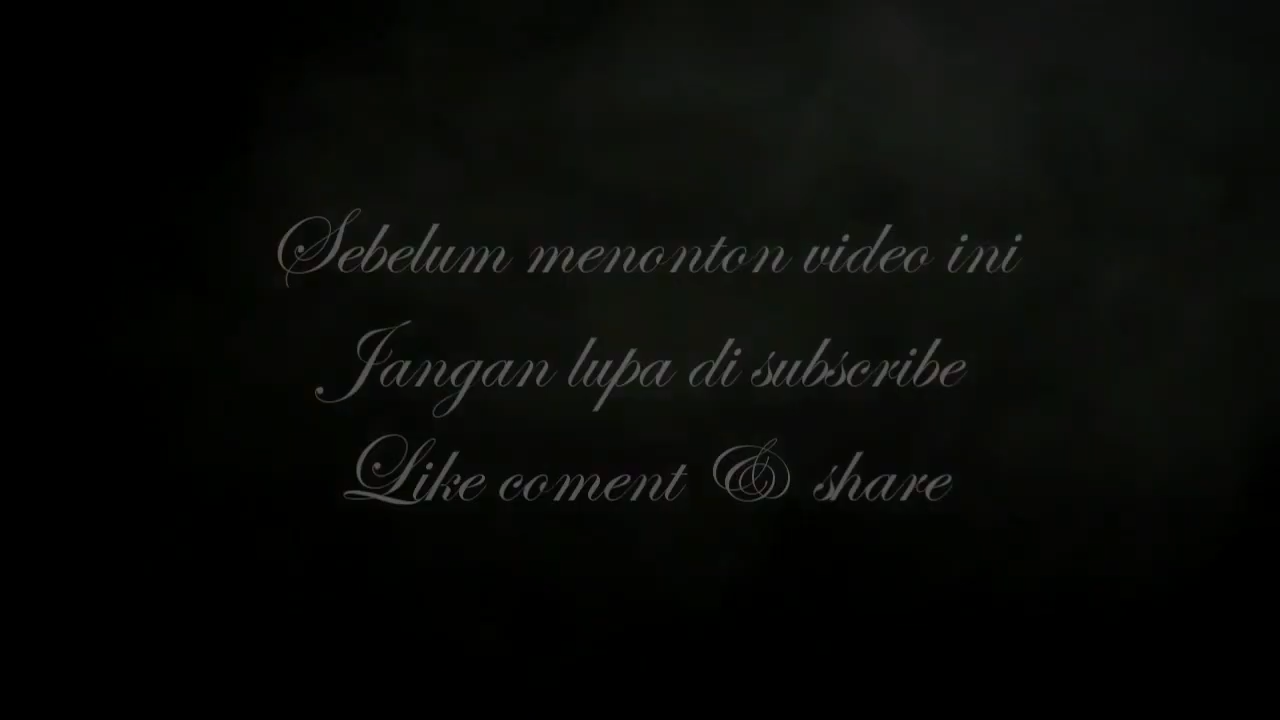 Sebelum menonton video ini
Jangan lupa di subscribe
Like coment & share